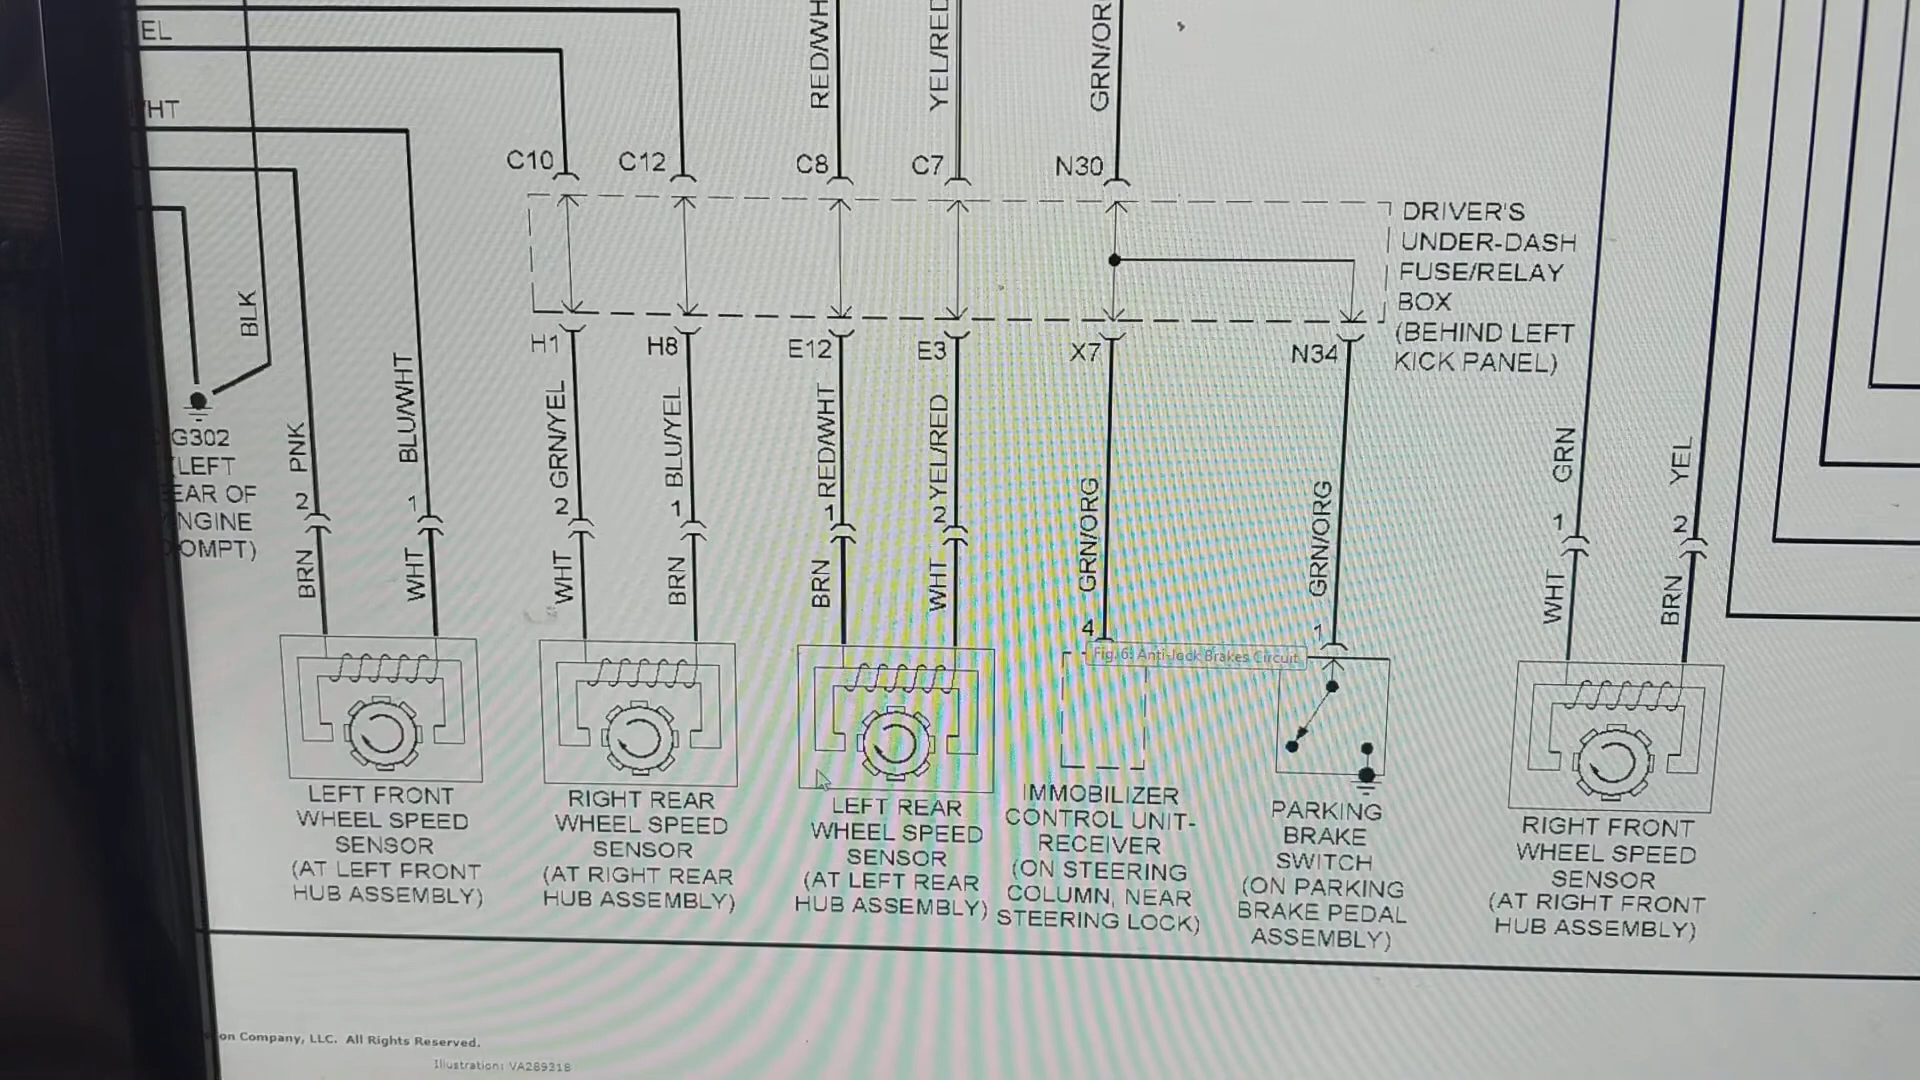 EL
RED/WH
YEL/RED
GRN/OR
HT
C10
C12
C8
C7
N30
DRIVER'S
UNDER-DASH
FUSE/RELAY
BOX
(BEHIND LEFT
KICK PANEL)
BLK
H1
H8
E12
E3
X7
N34
G302
(LEFT
EAR OF
NGINE
OMPT)
PNK
BLU/WHT
GRN/YEL
BLU/YEL
RED/WHT
YEL/RED
GRN/ORG
GRN/ORG
GRN
YEL
2
1
2
1
1
2
1
2
BRN
WHT
WHT
BRN
BRN
WHT
WHT
BRN
4
1
Fig. 6: Anti-lock Brakes Circuit
LEFT FRONT
WHEEL SPEED
SENSOR
(AT LEFT FRONT
HUB ASSEMBLY)
RIGHT REAR
WHEEL SPEED
SENSOR
(AT RIGHT REAR
HUB ASSEMBLY)
LEFT REAR
WHEEL SPEED
SENSOR
(AT LEFT REAR
HUB ASSEMBLY)
IMMOBILIZER
CONTROL UNIT-
RECEIVER
(ON STEERING
COLUMN, NEAR
STEERING LOCK)
PARKING
BRAKE
SWITCH
(ON PARKING
BRAKE PEDAL
ASSEMBLY)
RIGHT FRONT
WHEEL SPEED
SENSOR
(AT RIGHT FRONT
HUB ASSEMBLY)
on Company, LLC. All Rights Reserved.
Illustration: VA289318